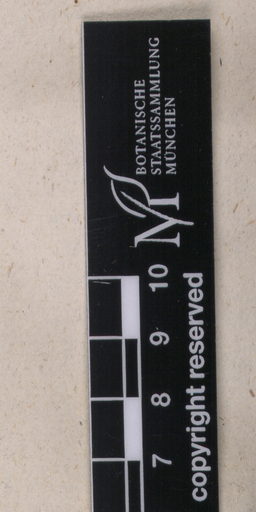 BOTANISCHE
STAATSSAMMLUNG
MÜNCHEN
M
7 8 9 10
copyright reserved